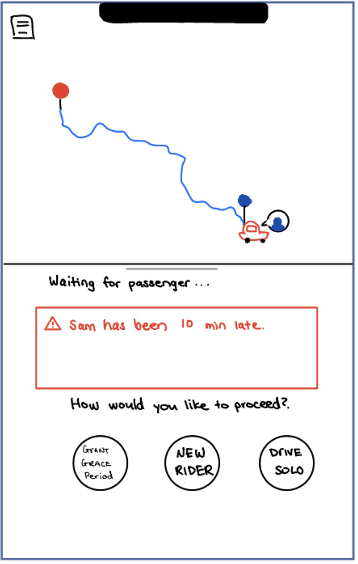 Waiting for passenger...
Sam has been 10 min late.
How would you like to proceed?.
GRANT
GRACE
Period
NEW
RIDER
DRIVE
SOLO